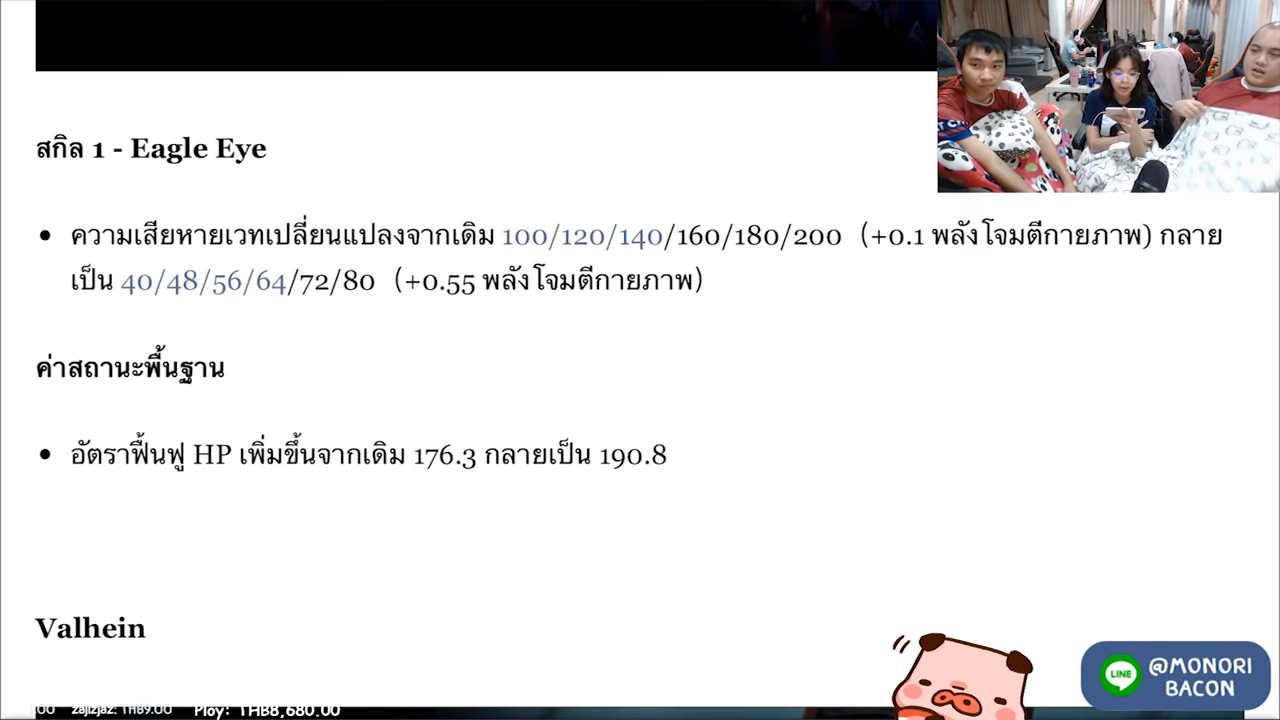 สกิล 1 - Eagle Eye
• ความเสียหายเวทเปลี่ยนแปลงจากเดิม 100/120/140/160/180/200 (+0.1 พลังโจมตีกายภาพ) กลาย
เป็น 40/48/56/64/72/80 (+0.55 พลังโจมตีกายภาพ)
ค่าสถานะพื้นฐาน
• อัตราฟื้นฟู HP เพิ่มขึ้นจากเดิม 176.3 กลายเป็น 190.8
Valhein
LINE @MONORI
BACON
zajizjaz: THB9.00 Ploy: THB8,680.00